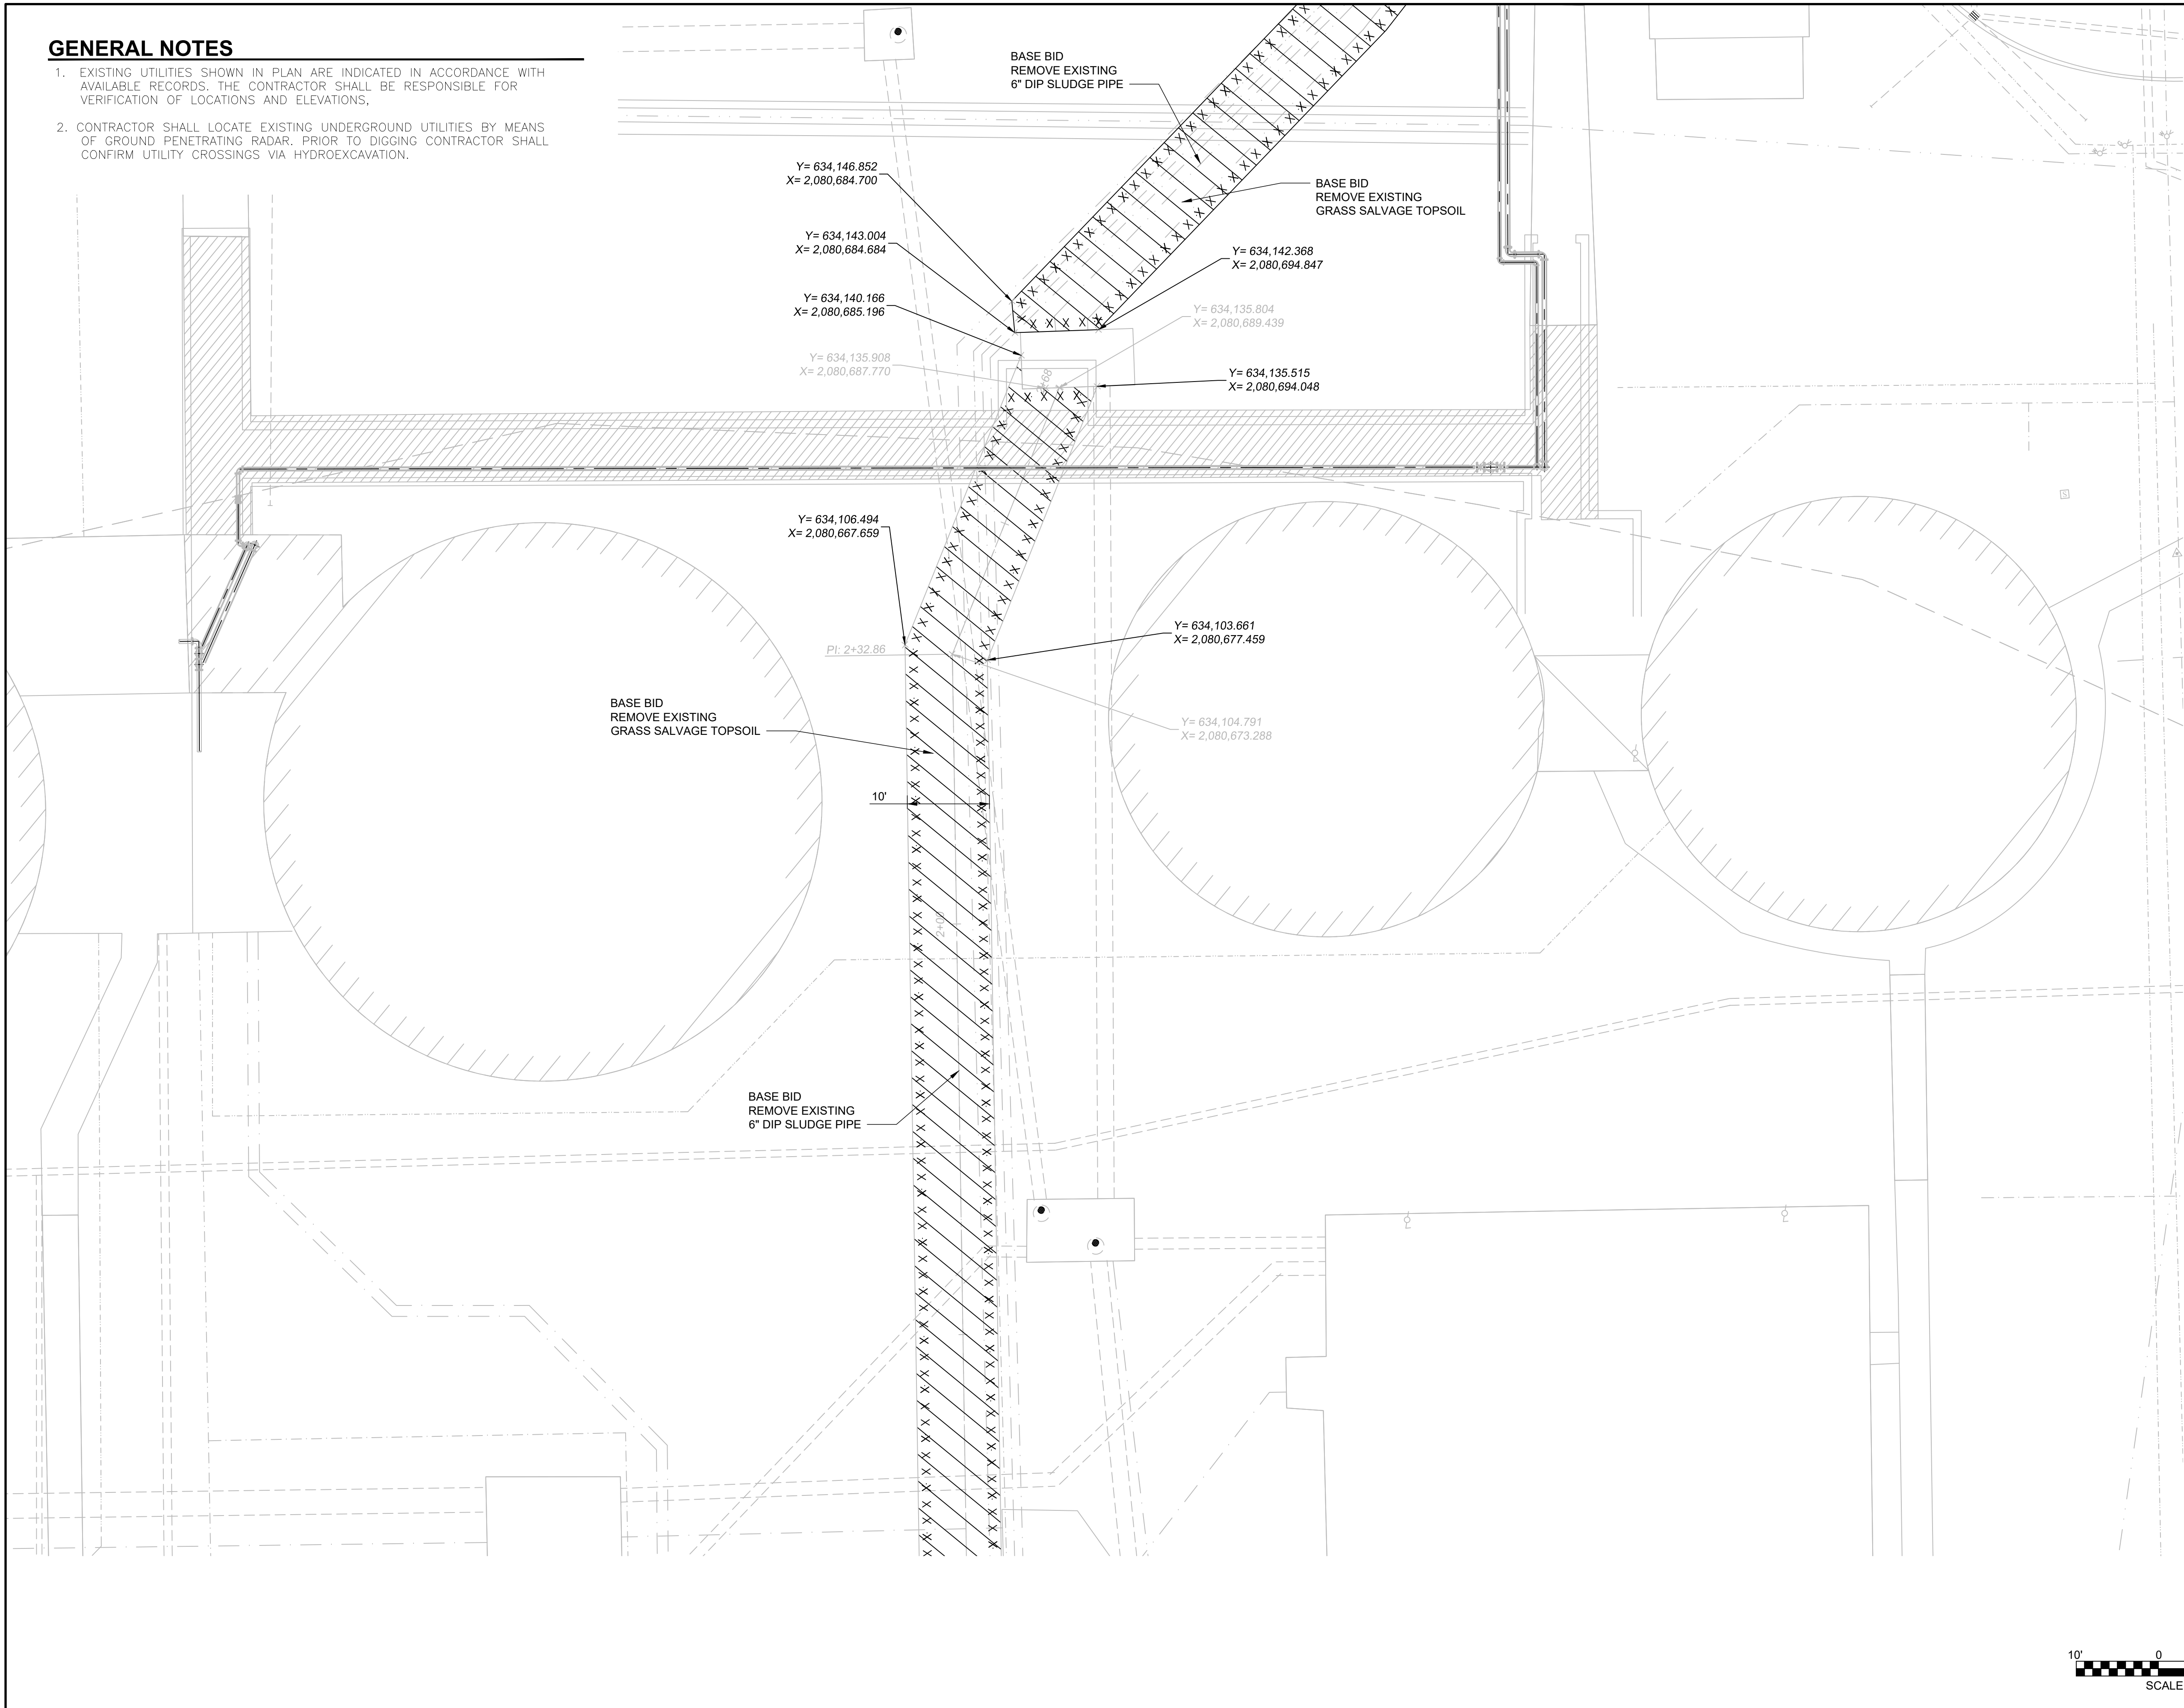 GENERAL NOTES
1. EXISTING UTILITIES SHOWN IN PLAN ARE INDICATED IN ACCORDANCE WITH
AVAILABLE RECORDS. THE CONTRACTOR SHALL BE RESPONSIBLE FOR
VERIFICATION OF LOCATIONS AND ELEVATIONS,
2. CONTRACTOR SHALL LOCATE EXISTING UNDERGROUND UTILITIES BY MEANS
OF GROUND PENETRATING RADAR. PRIOR TO DIGGING CONTRACTOR SHALL
CONFIRM UTILITY CROSSINGS VIA HYDROEXCAVATION.
BASE BID
REMOVE EXISTING
6" DIP SLUDGE PIPE
Y= 634,146.852
X= 2,080,684.700
BASE BID
REMOVE EXISTING
GRASS SALVAGE TOPSOIL
Y= 634,143.004
X= 2,080,684.684
Y= 634,142.368
X= 2,080,694.847
Y= 634,140.166
X= 2,080,685.196
Y= 634,135.804
X= 2,080,689.439
Y= 634,135.908
X= 2,080,687.770
2+68
Y= 634,135.515
X= 2,080,694.048
S
Y= 634,106.494
X= 2,080,667.659
Y= 634,103.661
X= 2,080,677.459
PI: 2+32.86
BASE BID
REMOVE EXISTING
GRASS SALVAGE TOPSOIL
Y= 634,104.791
X= 2,080,673.288
10'
2+00
BASE BID
REMOVE EXISTING
6" DIP SLUDGE PIPE
10'
0
SCALE